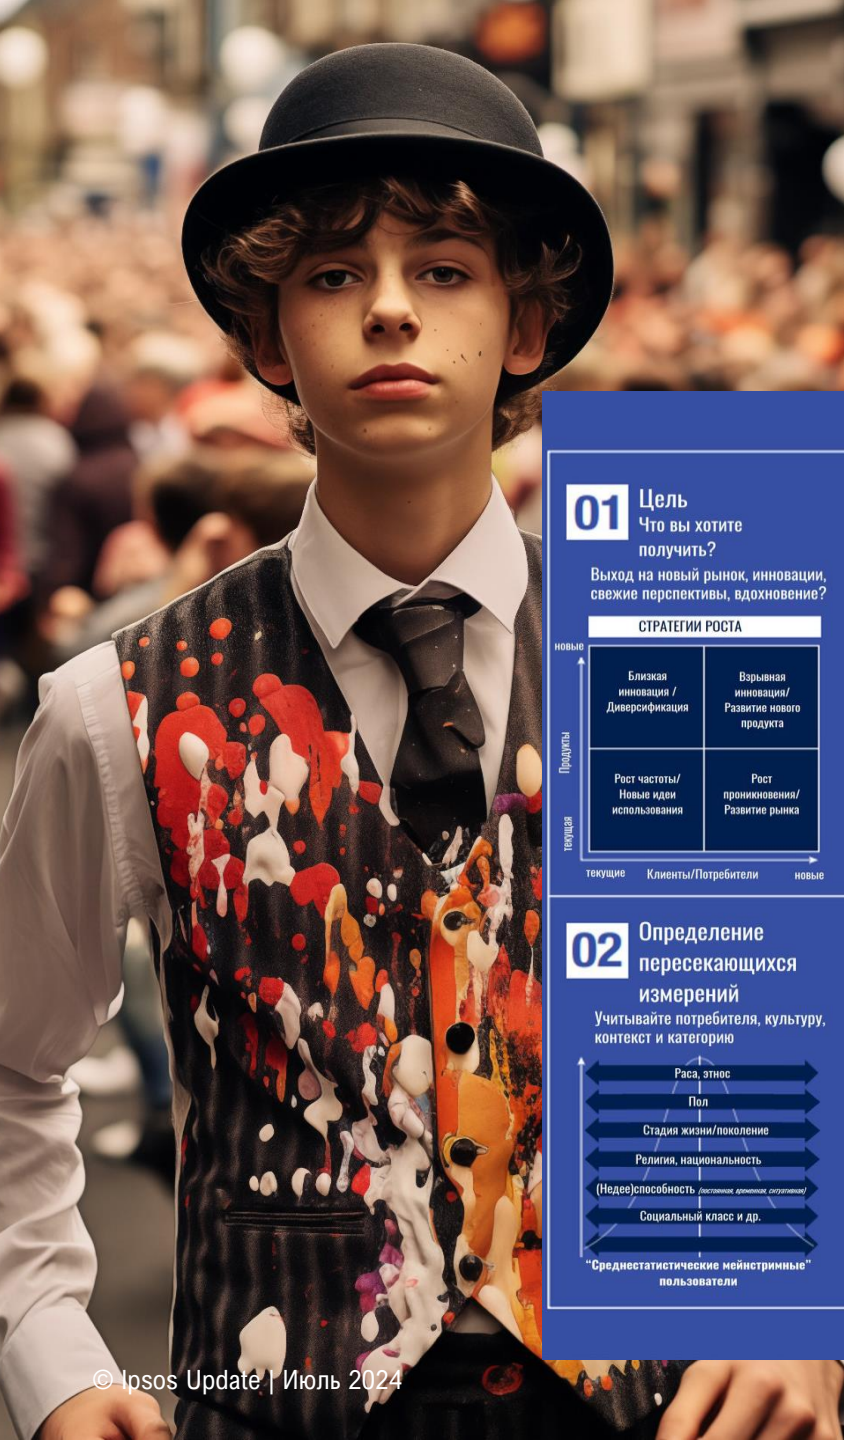 01
Цель
Что вы хотите
получить?
Выход на новый рынок, инновации,
свежие перспективы, вдохновение?
СТРАТЕГИИ РОСТА
новые
Близкая
инновация /
Диверсификация
Взрывная
инновация/
Развитие нового
продукта
Продукты
Рост частоты/
Новые идеи
использования
Рост
проникновения/
Развитие рынка
текущая
текущие
Клиенты/Потребители
новые
02
Определение
пересекающихся
измерений
Учитывайте потребителя, культуру,
контекст и категорию
Раса, этнос
Пол
Стадия жизни/поколение
Религия, национальность
(Недее)способность (постоянная, временная, ситуативная)
Социальный класс и др.
“Среднестатистические мейнстримные”
пользователи
© Ipsos Update | Июль 2024